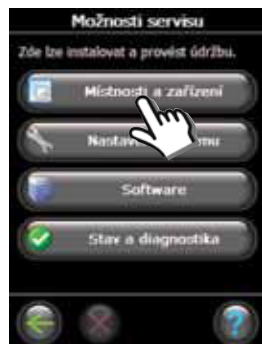 Možnosti servisu
Zde lze instalovat a provést údržbu.
Místnosti a zařízení
Software
Stav a diagnostika